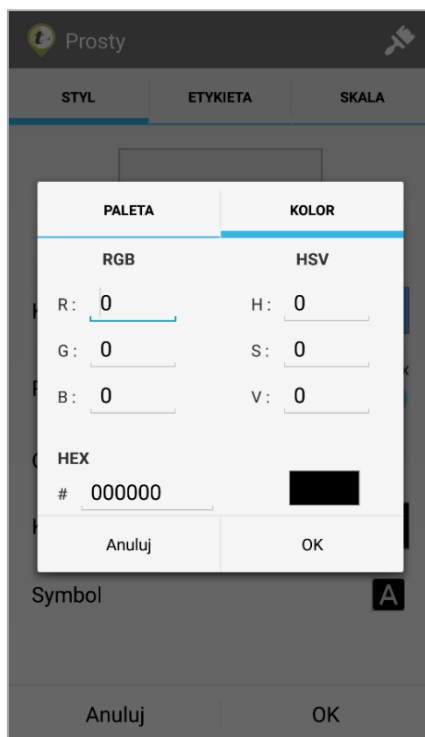 Prosty
STYL ETYKIETA SKALA
PALETA KOLOR
RGB HSV
R: 0 H: 0
G: 0 S: 0
B: 0 V: 0
HEX
# 000000
Anuluj OK
Symbol A
Anuluj OK